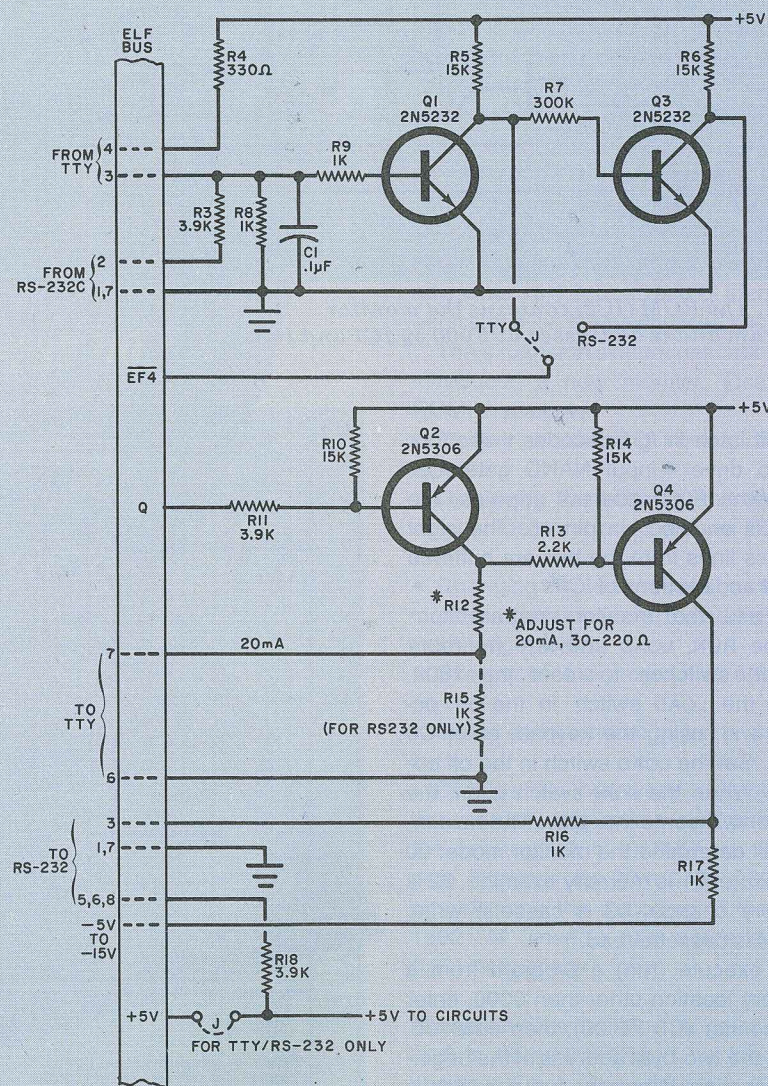 +5V
ELF
BUS
R4
330Ω
R5
15K
R6
15K
Q1
2N5232
R7
300K
Q3
2N5232
FROM
TTY
4
3
R9
1K
R3
3.9K
R8
1K
C1
.1µF
FROM
RS-232C
2
1,7
TTY
J
RS-232
EF4
+5V
R10
15K
Q2
2N5306
R14
15K
Q4
2N5306
Q
R11
3.9K
R13
2.2K
*R12
*ADJUST FOR
20mA, 30-220Ω
7
20mA
TO
TTY
R15
1K
(FOR RS232 ONLY)
6
3
R16
1K
TO
RS-232
1,7
R17
1K
5,6,8
-5V
TO
-15V
R18
3.9K
+5V
J
+5V TO CIRCUITS
FOR TTY/RS-232 ONLY